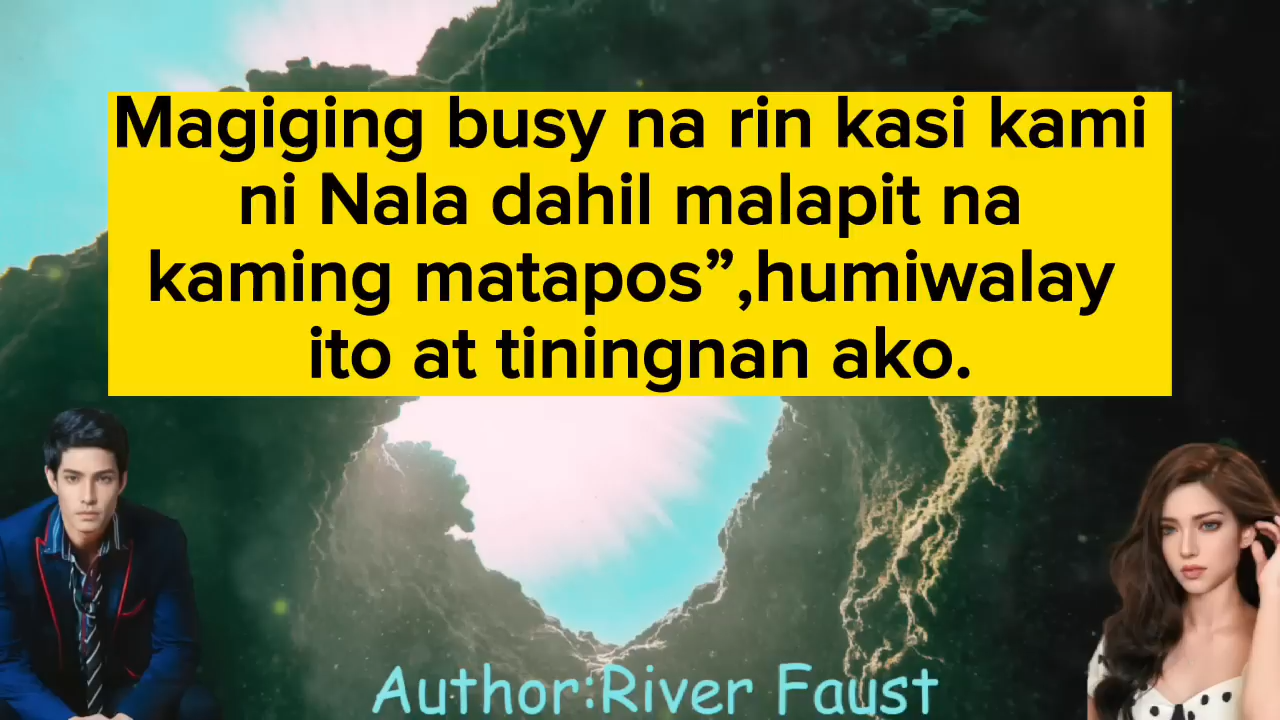 Magiging busy na rin kasi kami
ni Nala dahil malapit na
kaming matapos”,humiwalay
ito at tiningnan ako.
Author:River Faust